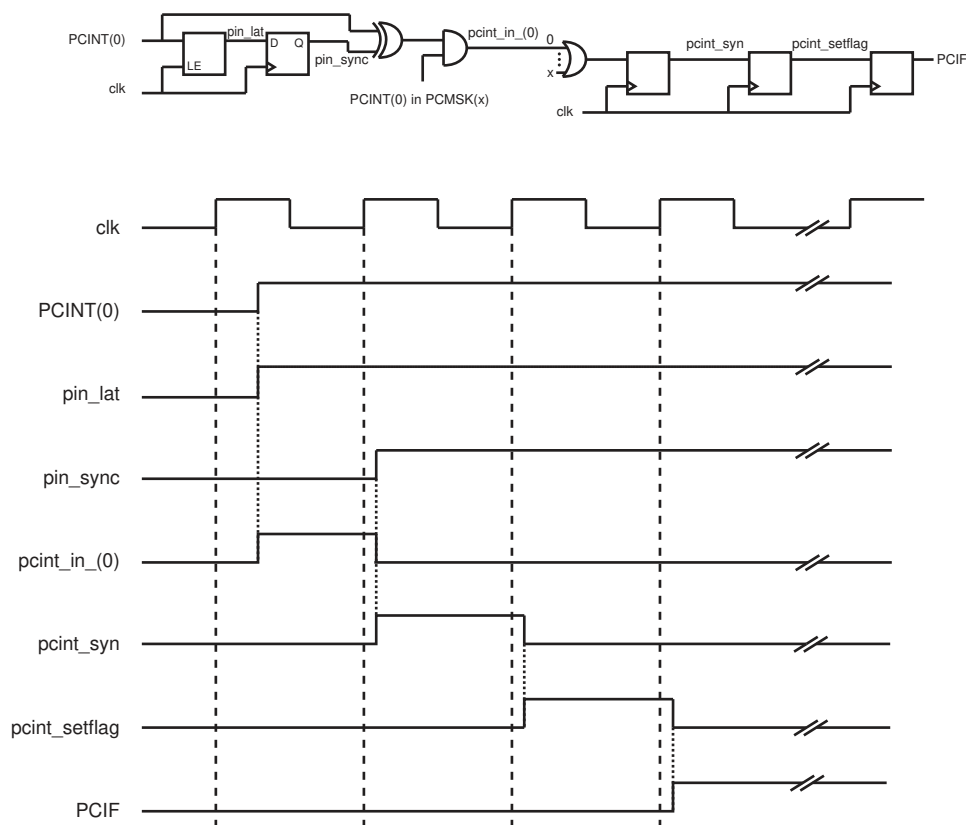 PCINT(0)
LE
pin_lat
D Q
pin_sync
clk
PCINT(0) in PCMSK(x)
pcint_in_(0)
0
x
clk
pcint_syn
pcint_setflag
PCIF
clk
PCINT(0)
pin_lat
pin_sync
pcint_in_(0)
pcint_syn
pcint_setflag
PCIF